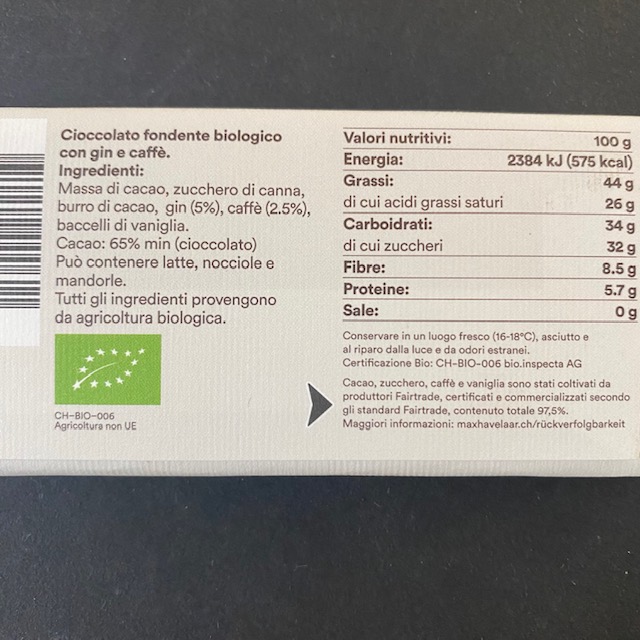 Cioccolato fondente biologico
con gin e caffè.
Ingredienti:
Massa di cacao, zucchero di canna,
burro di cacao, gin (5%), caffè (2.5%),
baccelli di vaniglia.
Cacao: 65% min (cioccolato)
Può contenere latte, nocciole e
mandorle.
Tutti gli ingredienti provengono
da agricoltura biologica.
CH-BIO-006
Agricoltura non UE
Valori nutritivi: 100 g
Energia: 2384 kJ (575 kcal)
Grassi: 44 g
di cui acidi grassi saturi 26 g
Carboidrati: 34 g
di cui zuccheri 32 g
Fibre: 8.5 g
Proteine: 5.7 g
Sale: 0 g
Conservare in un luogo fresco (16-18°C), asciutto e
al riparo dalla luce e da odori estranei.
Certificazione Bio: CH-BIO-006 bio.inspecta AG
Cacao, zucchero, caffè e vaniglia sono stati coltivati da
produttori Fairtrade, certificati e commercializzati secondo
gli standard Fairtrade, contenuto totale 97,5%.
Maggiori informazioni: maxhavelaar.ch/rückverfolgbarkeit